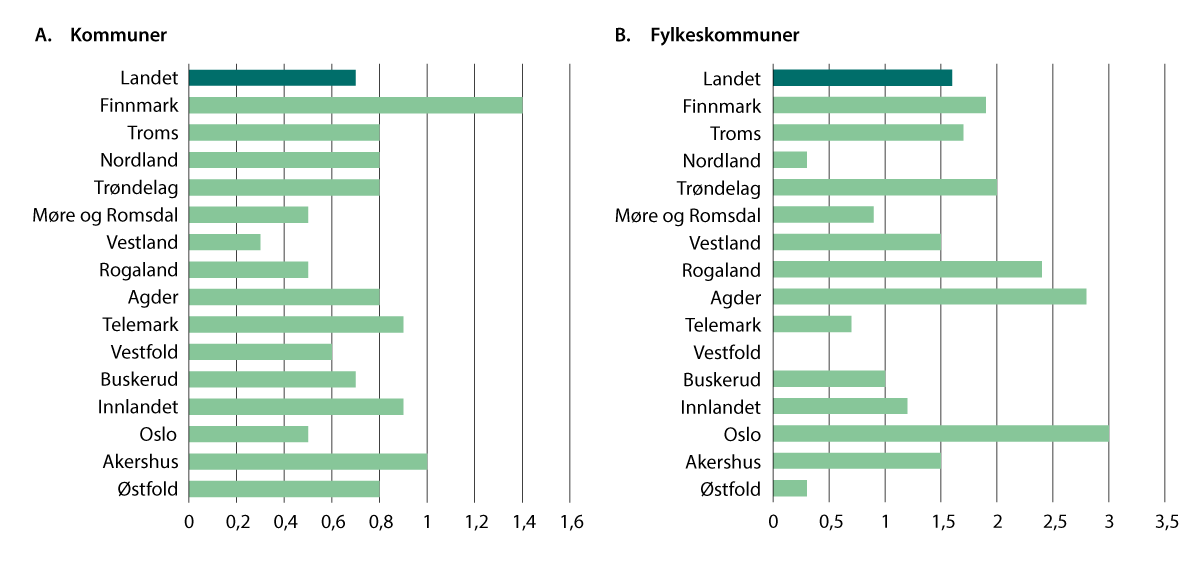 A. Kommuner
Landet
Finnmark
Troms
Nordland
Trøndelag
Møre og Romsdal
Vestland
Rogaland
Agder
Telemark
Vestfold
Buskerud
Innlandet
Oslo
Akershus
Østfold
0 0,2 0,4 0,6 0,8 1 1,2 1,4 1,6
B. Fylkeskommuner
Landet
Finnmark
Troms
Nordland
Trøndelag
Møre og Romsdal
Vestland
Rogaland
Agder
Telemark
Vestfold
Buskerud
Innlandet
Oslo
Akershus
Østfold
0 0,5 1 1,5 2 2,5 3 3,5